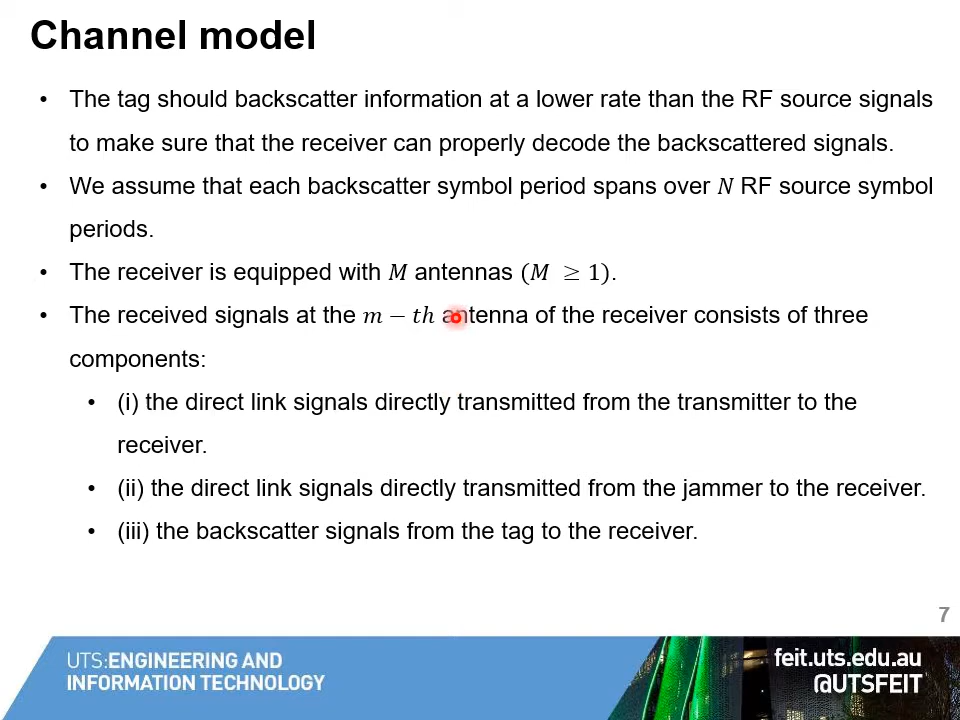 Channel model
• The tag should backscatter information at a lower rate than the RF source signals
to make sure that the receiver can properly decode the backscattered signals.
• We assume that each backscatter symbol period spans over N RF source symbol
periods.
• The receiver is equipped with M antennas (M ≥ 1).
• The received signals at the m − th antenna of the receiver consists of three
components:
• (i) the direct link signals directly transmitted from the transmitter to the
receiver.
• (ii) the direct link signals directly transmitted from the jammer to the receiver.
• (iii) the backscatter signals from the tag to the receiver.
7
UTS:ENGINEERING AND
INFORMATION TECHNOLOGY
feit.uts.edu.au
@UTSFEIT